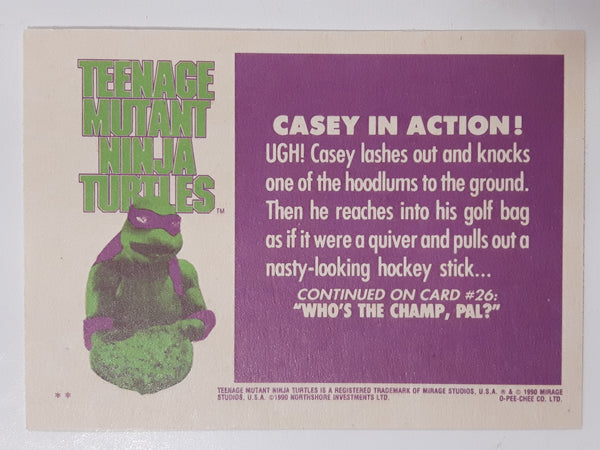 TEENAGE
MUTANT
NINJA
TURTLES
TM
CASEY IN ACTION!
UGH! Casey lashes out and knocks
one of the hoodlums to the ground.
Then he reaches into his golf bag
as if it were a quiver and pulls out a
nasty-looking hockey stick...
CONTINUED ON CARD #26:
"WHO'S THE CHAMP, PAL?"
TEENAGE MUTANT NINJA TURTLES IS A REGISTERED TRADEMARK OF MIRAGE STUDIOS, U.S.A. ® & © 1990 MIRAGE
STUDIOS, U.S.A. ©1990 NORTHSHORE INVESTMENTS LTD. O-PEE-CHEE CO. LTD.
* *